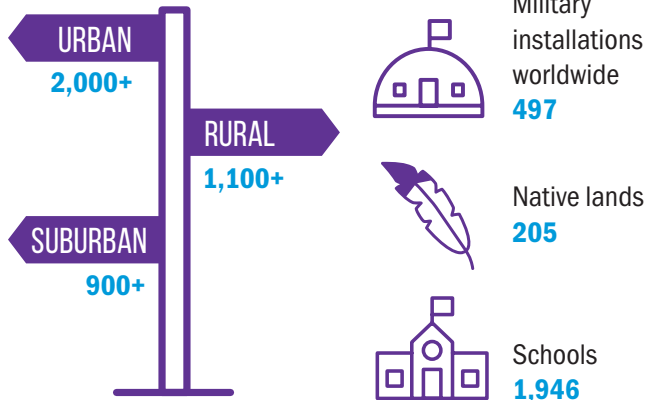 URBAN
2,000+
RURAL
1,100+
SUBURBAN
900+
Military
installations
worldwide
497
Native lands
205
Schools
1,946